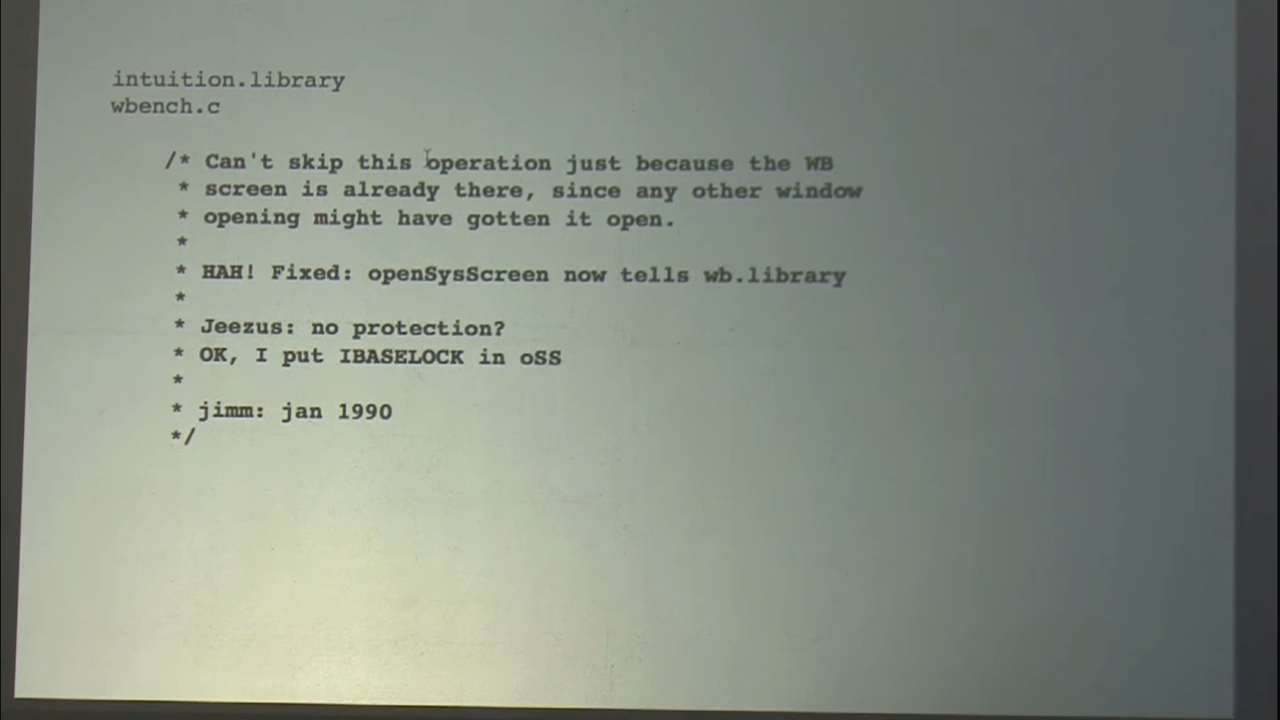 intuition.library
wbench.c
/* Can't skip this operation just because the WB
* screen is already there, since any other window
* opening might have gotten it open.
*
* HAH! Fixed: openSysScreen now tells wb.library
*
* Jeezus: no protection?
* OK, I put IBASELOCK in oSS
*
* jimm: jan 1990
*/